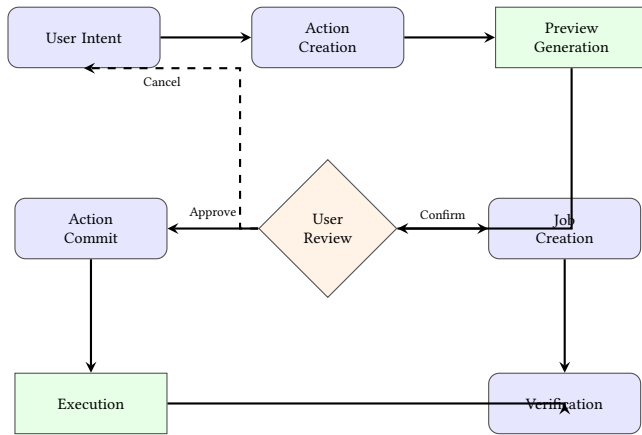 User Intent
Action
Creation
Preview
Generation
Cancel
Action
Commit
Approve
User
Review
Confirm
Job
Creation
Execution
Verification